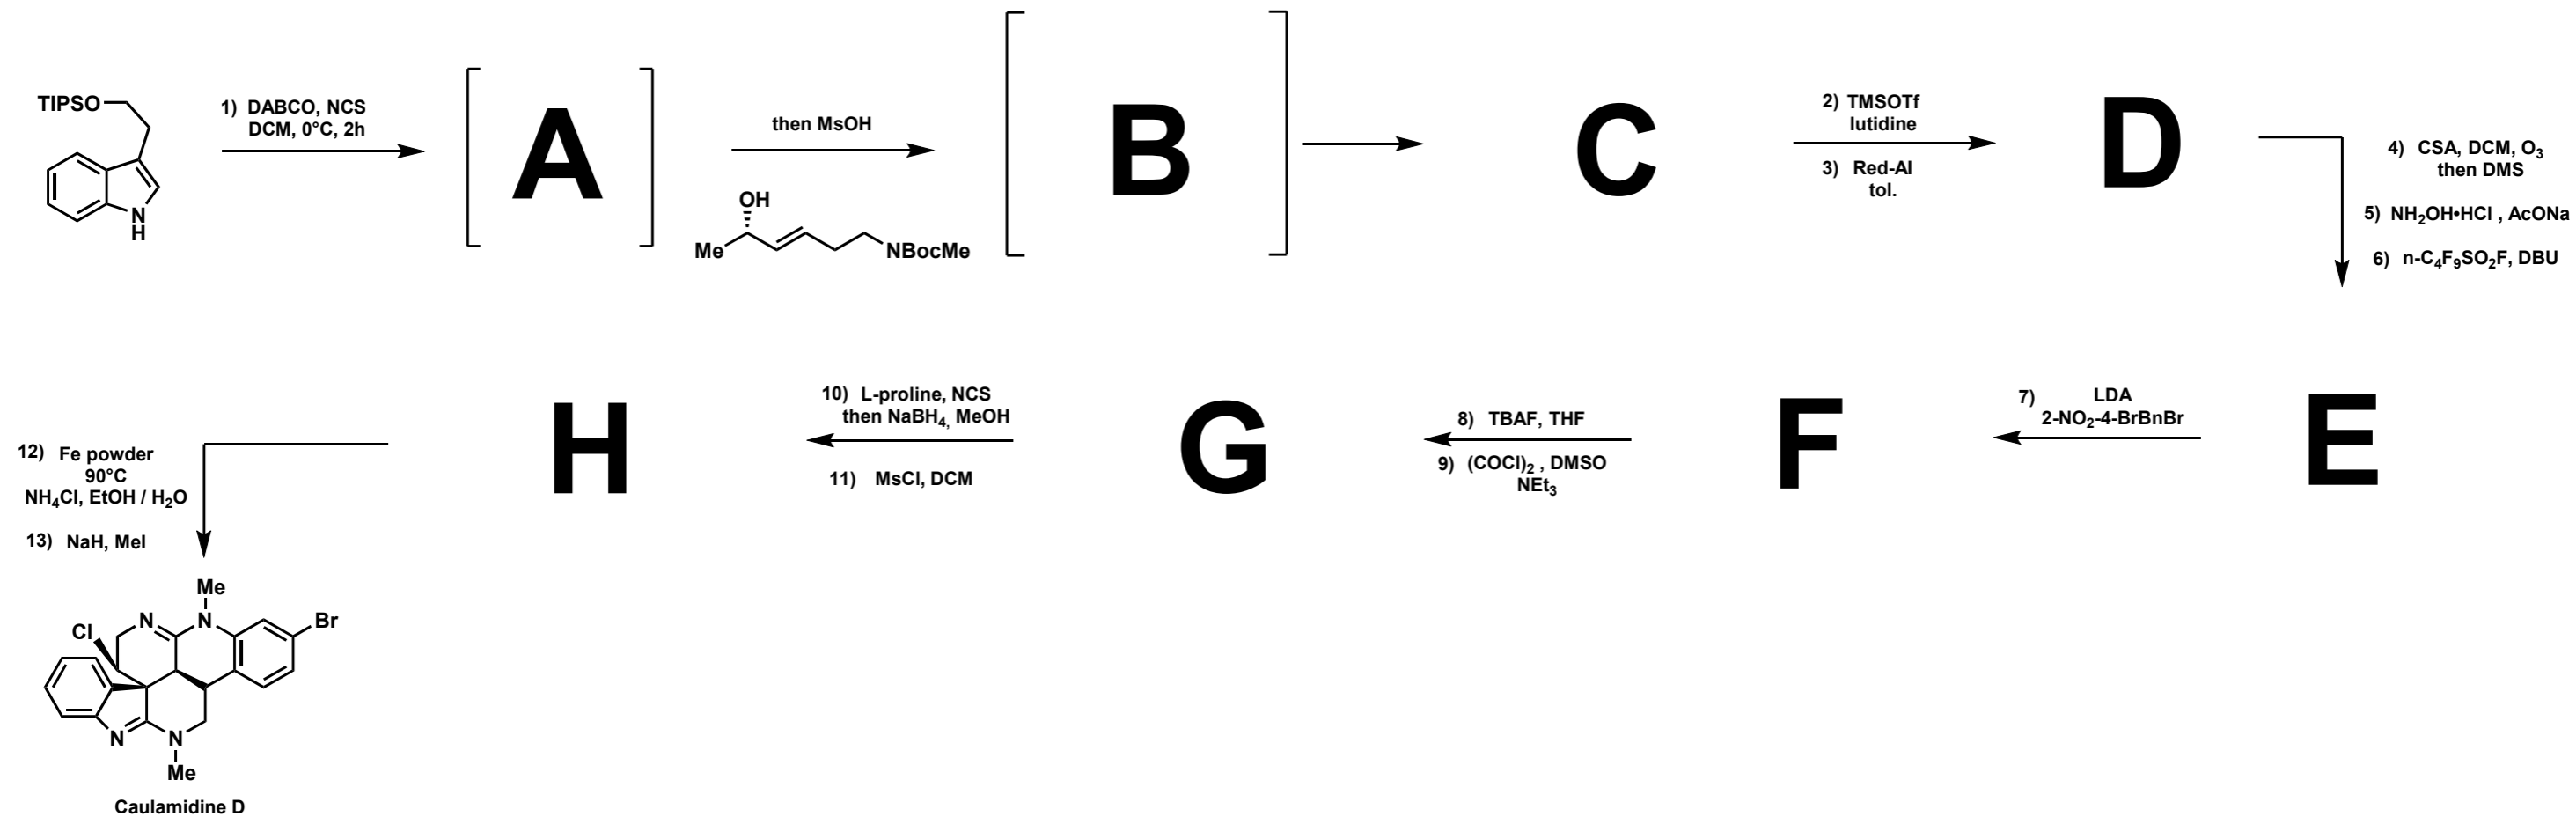 TIPSO
N
H
1) DABCO, NCS
DCM, 0°C, 2h
A
then MsOH
OH
Me
NBocMe
B
C
2) TMSOTf
lutidine
3) Red-Al
tol.
D
4) CSA, DCM, O3
then DMS
5) NH2OH•HCl , AcONa
6) n-C4F9SO2F, DBU
E
7) LDA
2-NO2-4-BrBnBr
F
8) TBAF, THF
9) (COCl)2 , DMSO
NEt3
G
10) L-proline, NCS
then NaBH4, MeOH
11) MsCl, DCM
H
12) Fe powder
90°C
NH4Cl, EtOH / H2O
13) NaH, MeI
Me
N
N
Br
Cl
N
N
Me
Caulamidine D